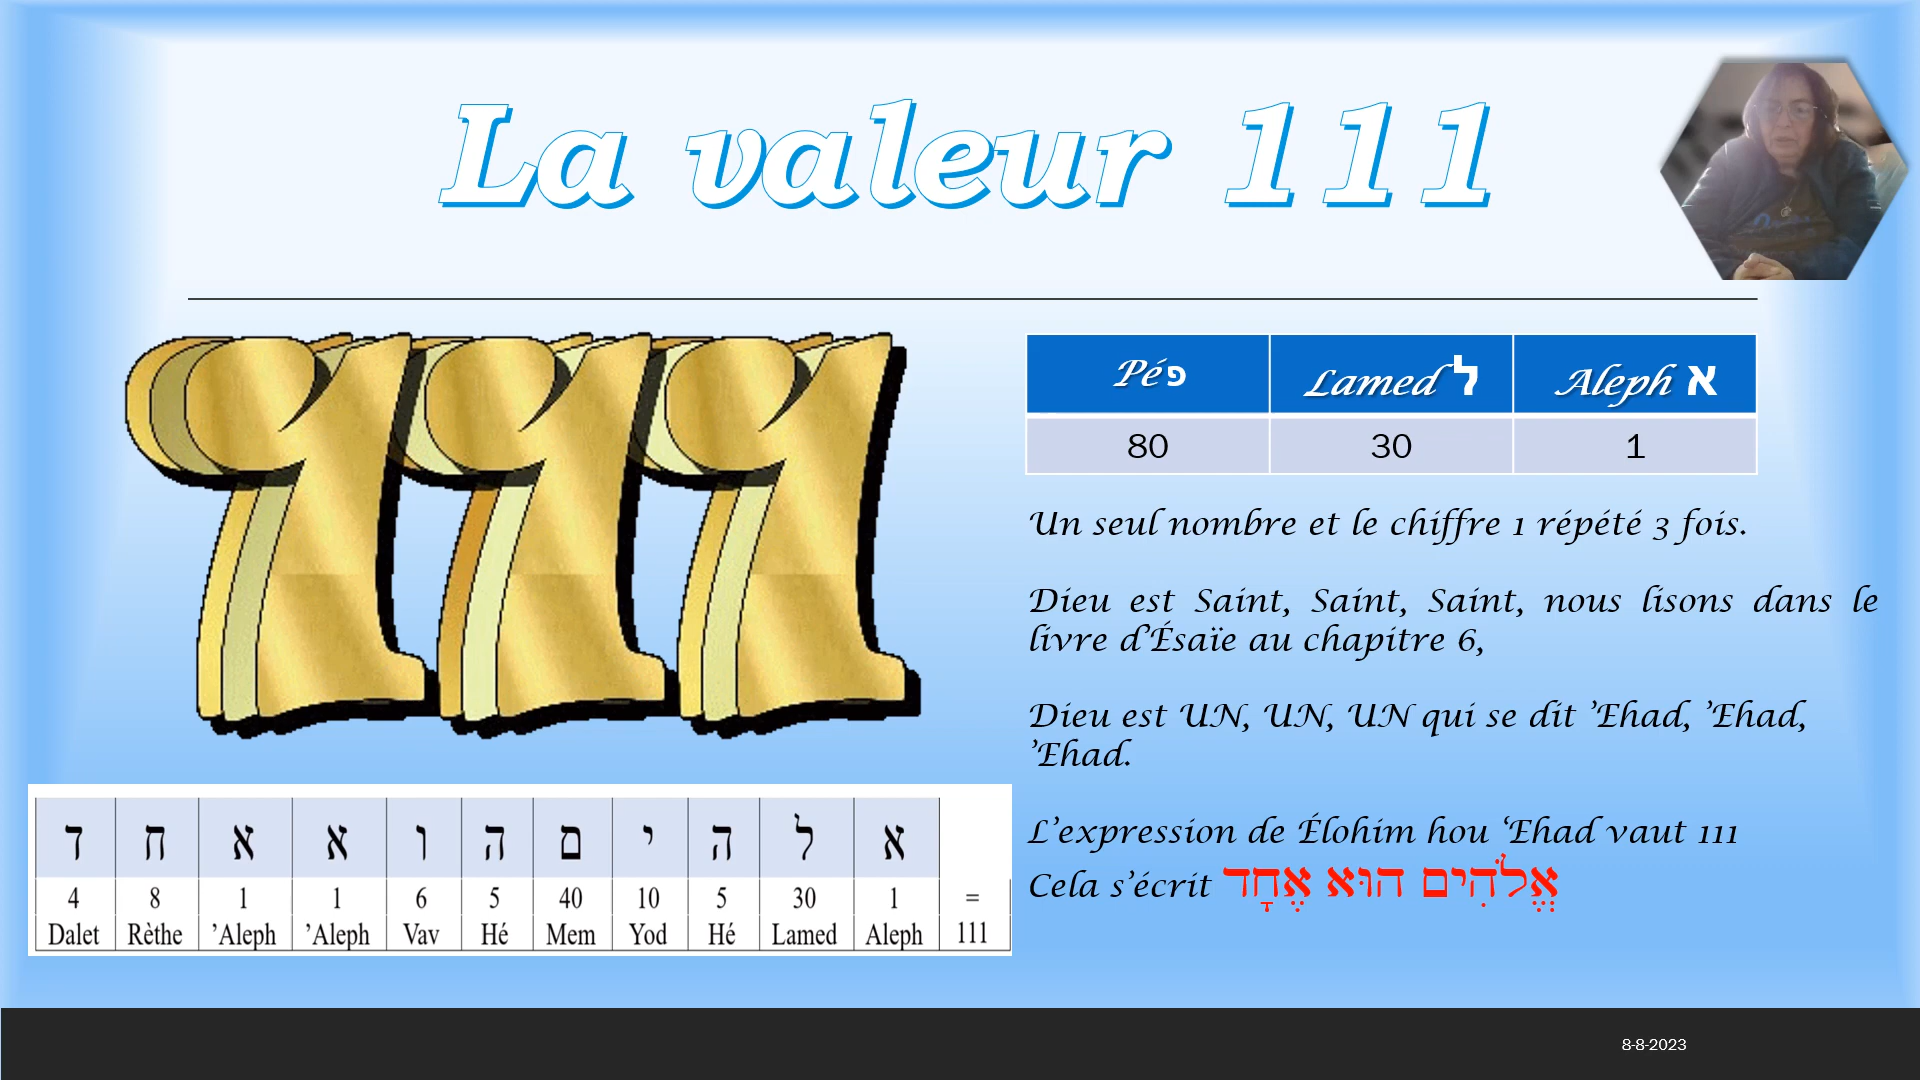 La valeur 111
111
Pé פ Lamed ל Aleph א
80 30 1
Un seul nombre et le chiffre 1 répété 3 fois.
Dieu est Saint, Saint, Saint, nous lisons dans le
livre d'Ésaïe au chapitre 6,
Dieu est UN, UN, UN qui se dit ’Ehad, ’Ehad,
’Ehad.
L’expression de Élohim hou ‘Ehad vaut 111
Cela s’écrit אֱלֹהִים הוּא אֶחָד
ד ח א א ו ה ם י ה ל א
4 8 1 1 6 5 40 10 5 30 1 =
Dalet Rèthe ’Aleph ’Aleph Vav Hé Mem Yod Hé Lamed Aleph 111
8-8-2023